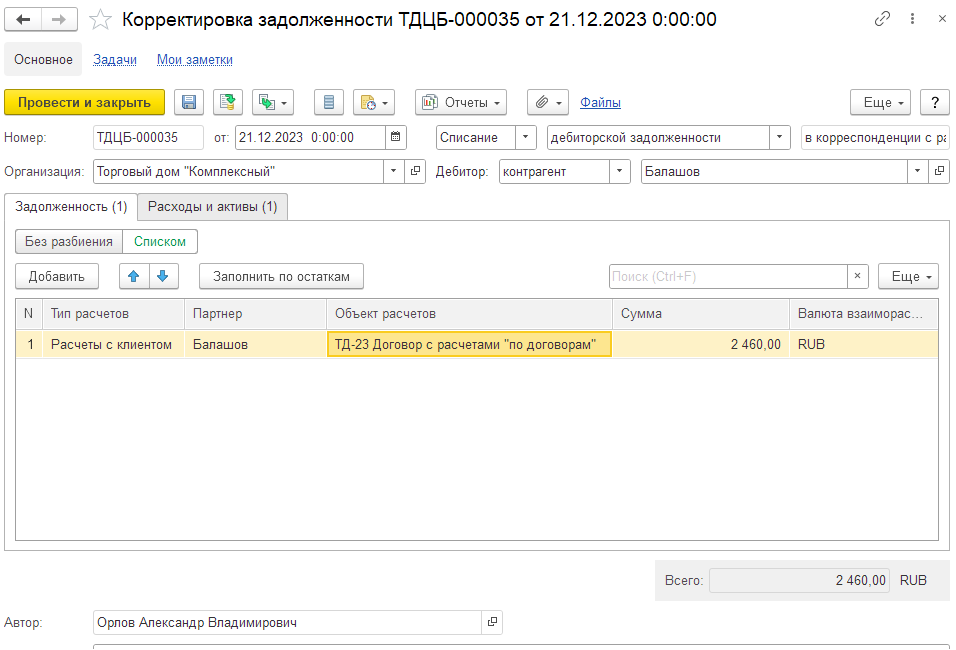 Корректировка задолженности ТДЦБ-000035 от 21.12.2023 0:00:00
Основное Задачи Мои заметки
Провести и закрыть Отчеты Файлы Еще ?
Номер: ТДЦБ-000035 от: 21.12.2023 0:00:00 Списание дебиторской задолженности в корреспонденции с ра
Организация: Торговый дом "Комплексный" Дебитор: контрагент Балашов
Задолженность (1) Расходы и активы (1)
Без разбиения Списком
Добавить Заполнить по остаткам Поиск (Ctrl+F) × Еще
N Тип расчетов Партнер Объект расчетов Сумма Валюта взаиморас...
1 Расчеты с клиентом Балашов ТД-23 Договор с расчетами "по договорам" 2 460,00 RUB
Всего: 2 460,00 RUB
Автор: Орлов Александр Владимирович